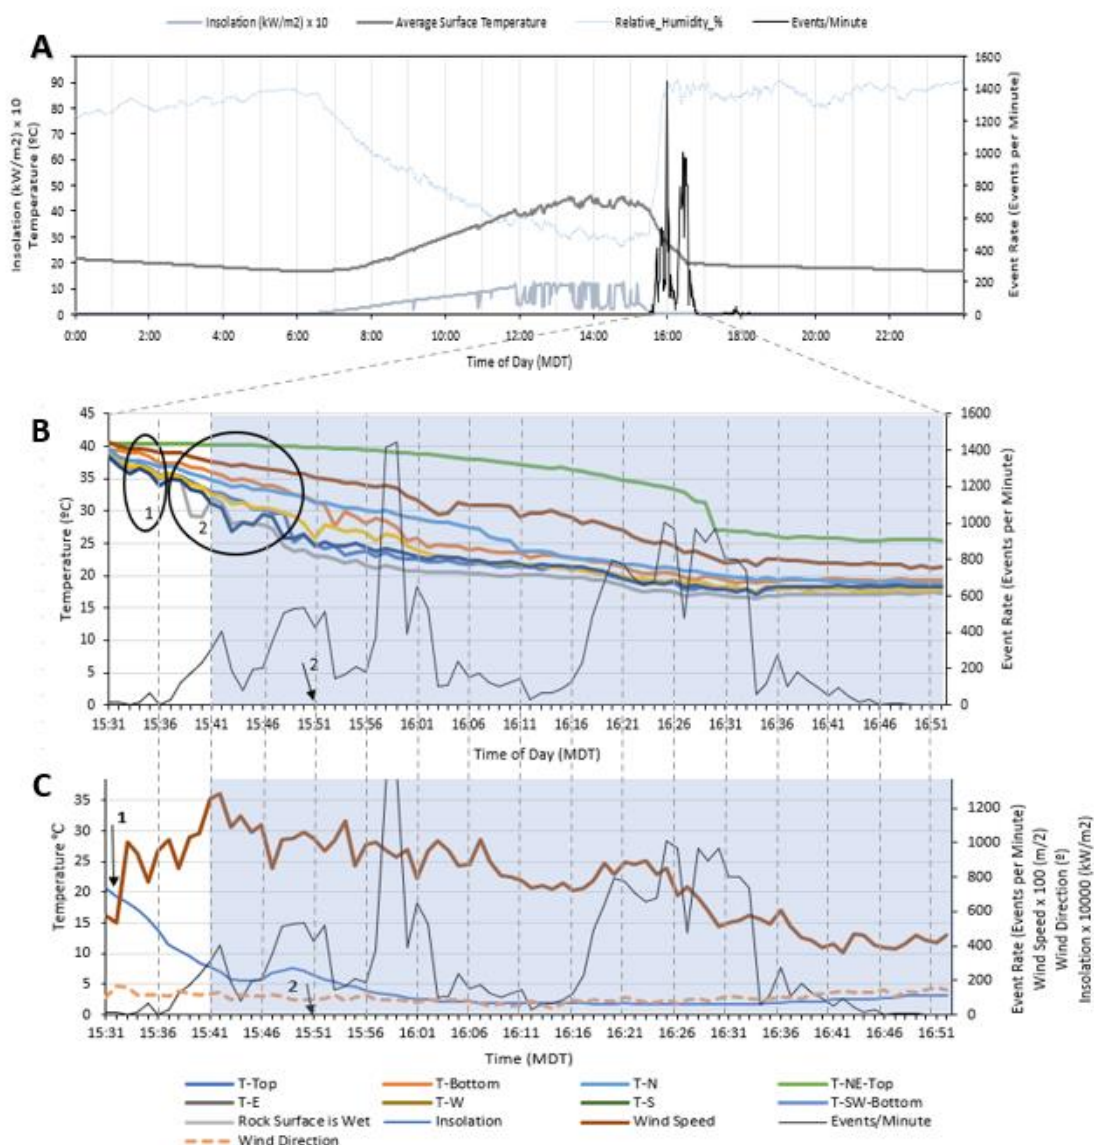 Insolation (kW/m2) x 10 Average Surface Temperature Relative_Humidity_% Events/Minute
A
Insolation (kW/m2) x 10
Temperature (ºC)
90
80
70
60
50
40
30
20
10
0
1600
1400
1200
1000
800
600
400
200
0
Event Rate (Events per Minute)
0:00 2:00 4:00 6:00 8:00 10:00 12:00 14:00 16:00 18:00 20:00 22:00
Time of Day (MDT)
B
Temperature (ºC)
45
40
35
30
25
20
15
10
5
0
1
2
2
1600
1400
1200
1000
800
600
400
200
0
Event Rate (Events per Minute)
15:31 15:36 15:41 15:46 15:51 15:56 16:01 16:06 16:11 16:16 16:21 16:26 16:31 16:36 16:41 16:46 16:51
Time of Day (MDT)
C
Temperature °C
35
30
25
20
15
10
5
0
1
2
1200
1000
800
600
400
200
0
Event Rate (Events per Minute)
Wind Speed x 100 (m/2)
Wind Direction (º)
Insolation x 10000 (kW/m2)
15:31 15:36 15:41 15:46 15:51 15:56 16:01 16:06 16:11 16:16 16:21 16:26 16:31 16:36 16:41 16:46 16:51
Time (MDT)
T-Top T-Bottom T-N T-NE-Top
T-E T-W T-S T-SW-Bottom
Rock Surface is Wet Insolation Wind Speed Events/Minute
Wind Direction